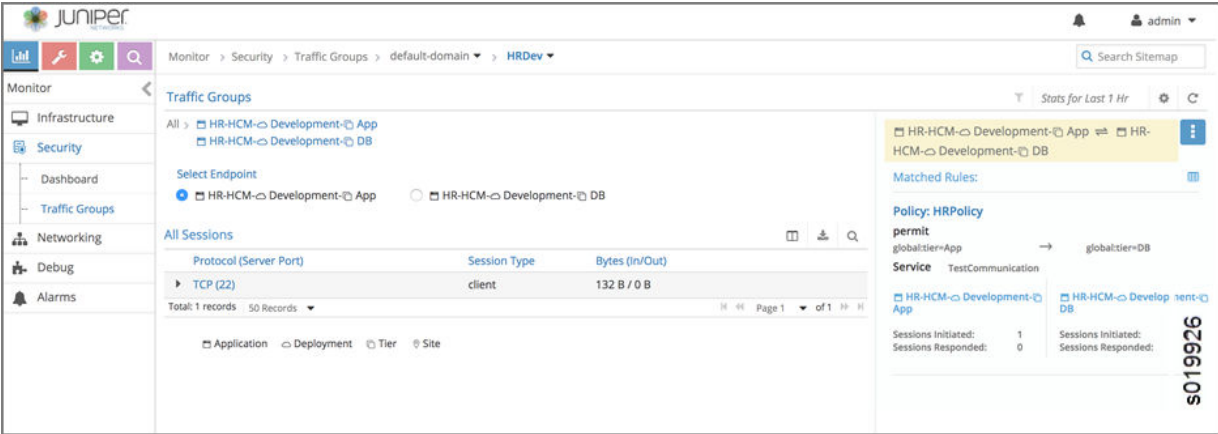 JUNIPER
NETWORKS
admin
Monitor > Security > Traffic Groups > default-domain > HRDev
Search Sitemap
Monitor
Infrastructure
Security
Dashboard
Traffic Groups
Networking
Debug
Alarms
Traffic Groups
Stats for Last 1 Hr
All > HR-HCM- Development- App
HR-HCM- Development- DB
Select Endpoint
HR-HCM- Development- App
HR-HCM- Development- DB
All Sessions
Protocol (Server Port) Session Type Bytes (In/Out)
TCP (22) client 132 B / 0 B
Total: 1 records 50 Records Page 1 of 1
Application Deployment Tier Site
HR-HCM- Development- App ⇌ HR-
HCM- Development- DB
Matched Rules:
Policy: HRPolicy
permit
global:tier=App → global:tier=DB
Service TestCommunication
HR-HCM- Development-
App
HR-HCM- Develop ment-
DB
Sessions Initiated: 1
Sessions Responded: 0
Sessions Initiated:
Sessions Responded:
s019926